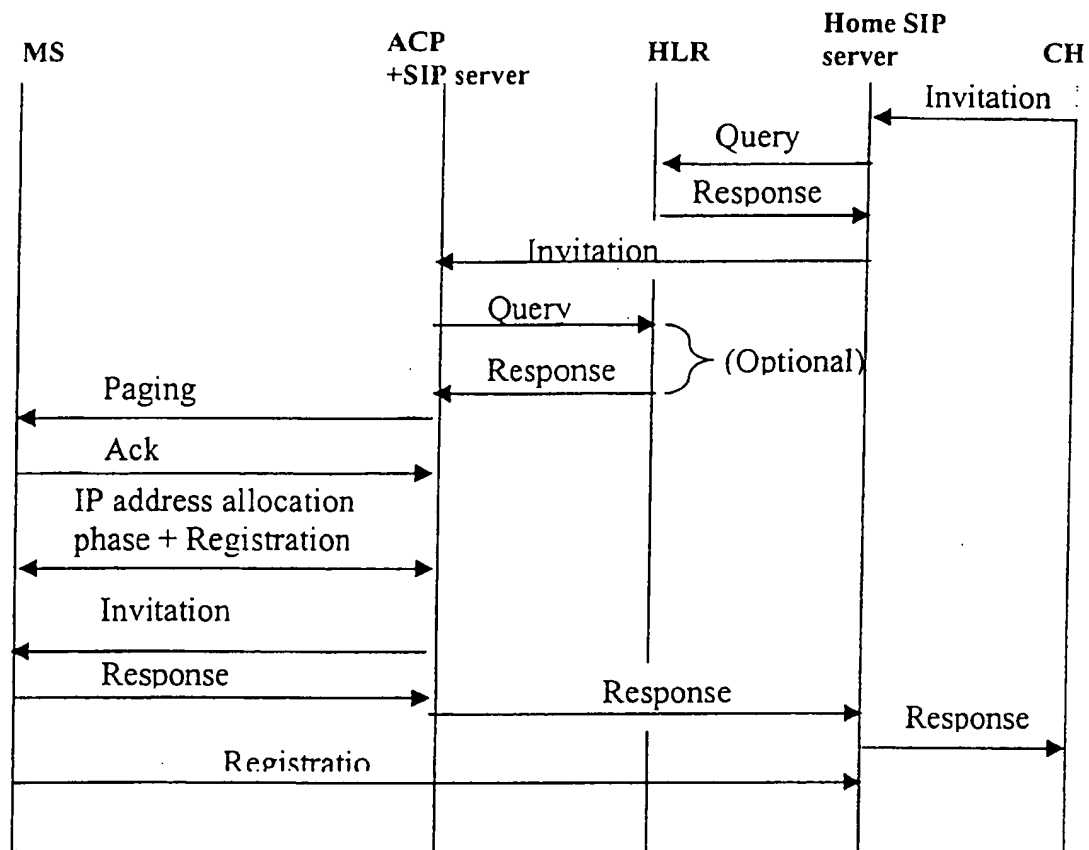 MS
ACP
+SIP server
HLR
Home SIP
server
CH
Invitation
Query
Response
Invitation
Query
(Optional)
Response
Paging
Ack
IP address allocation
phase + Registration
Invitation
Response
Response
Response
Registratio